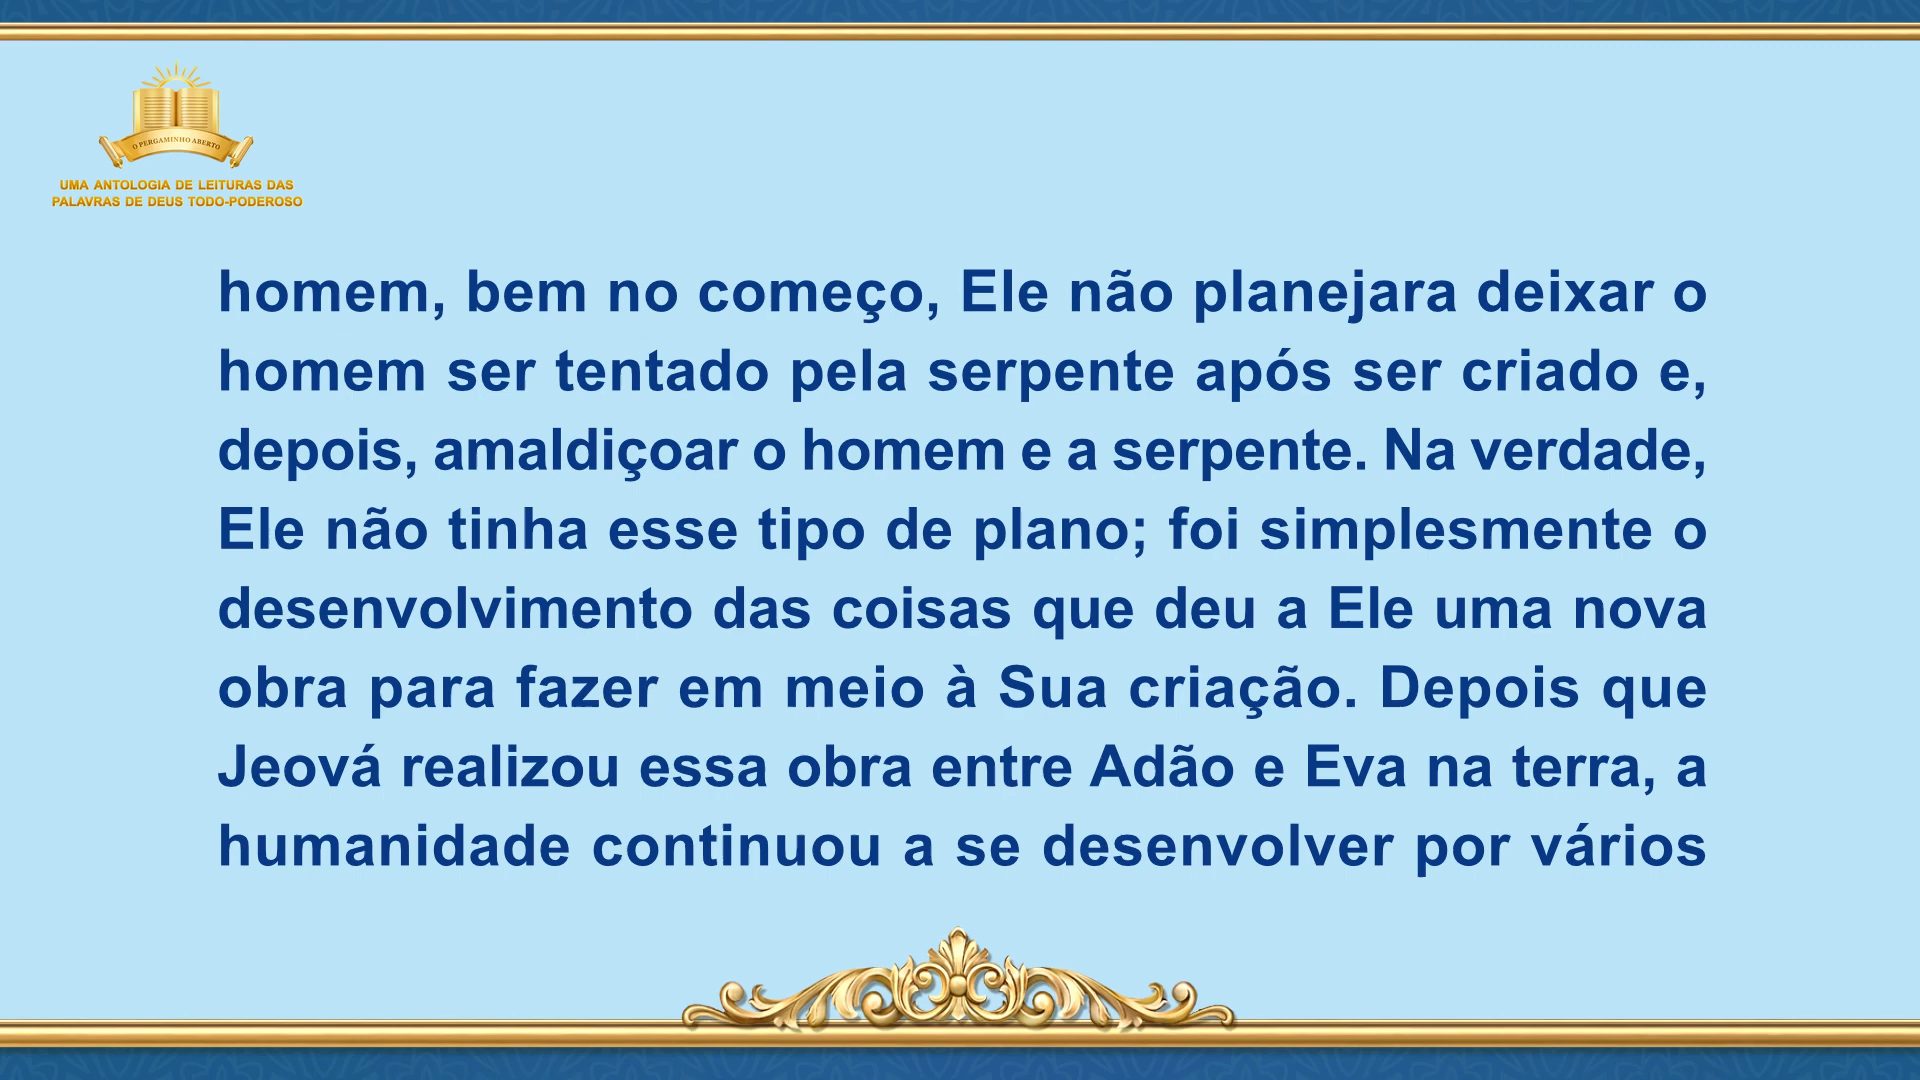 O PERGAMINHO ABERTO
UMA ANTOLOGIA DE LEITURAS DAS
PALAVRAS DE DEUS TODO-PODEROSO
homem, bem no começo, Ele não planejara deixar o
homem ser tentado pela serpente após ser criado e,
depois, amaldiçoar o homem e a serpente. Na verdade,
Ele não tinha esse tipo de plano; foi simplesmente o
desenvolvimento das coisas que deu a Ele uma nova
obra para fazer em meio à Sua criação. Depois que
Jeová realizou essa obra entre Adão e Eva na terra, a
humanidade continuou a se desenvolver por vários